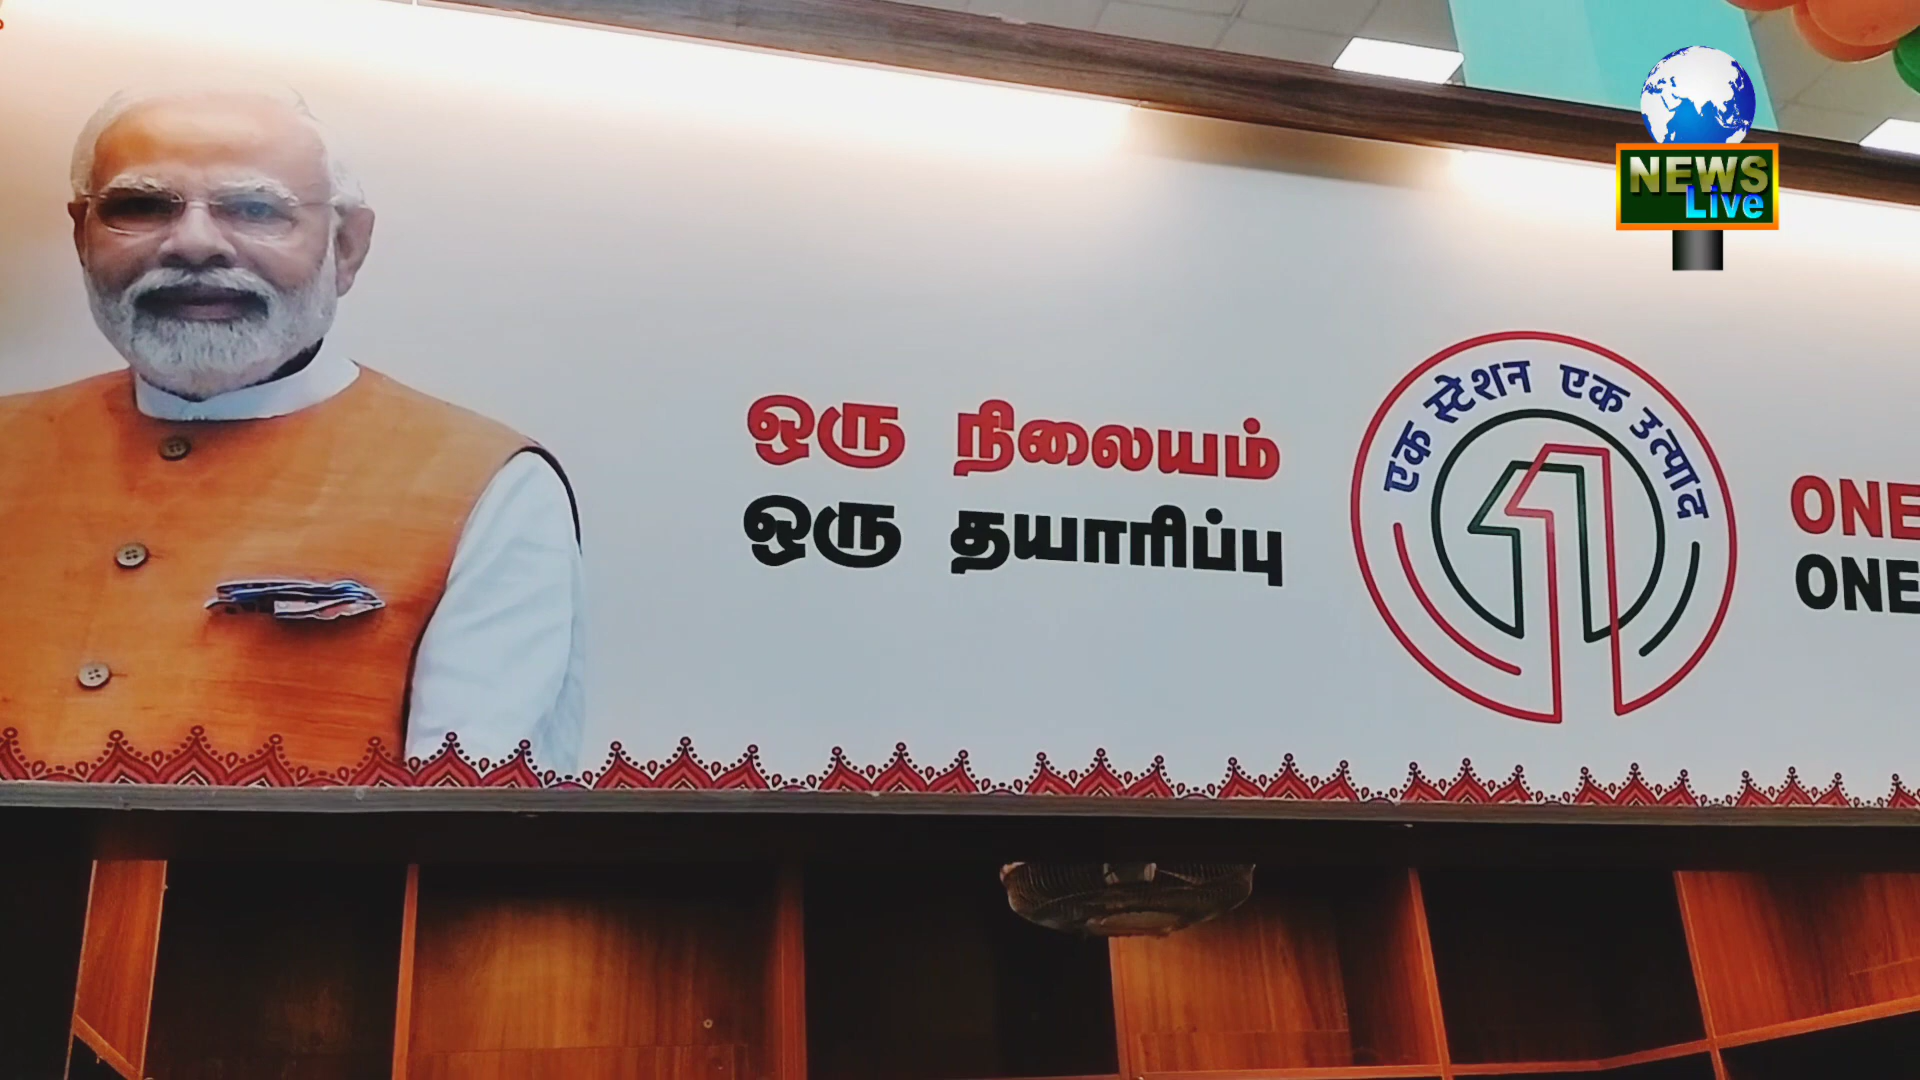 NEWS
Live
ஒரு நிலையம்
ஒரு தயாரிப்பு
एक स्टेशन एक उत्पाद
ONE
ONE